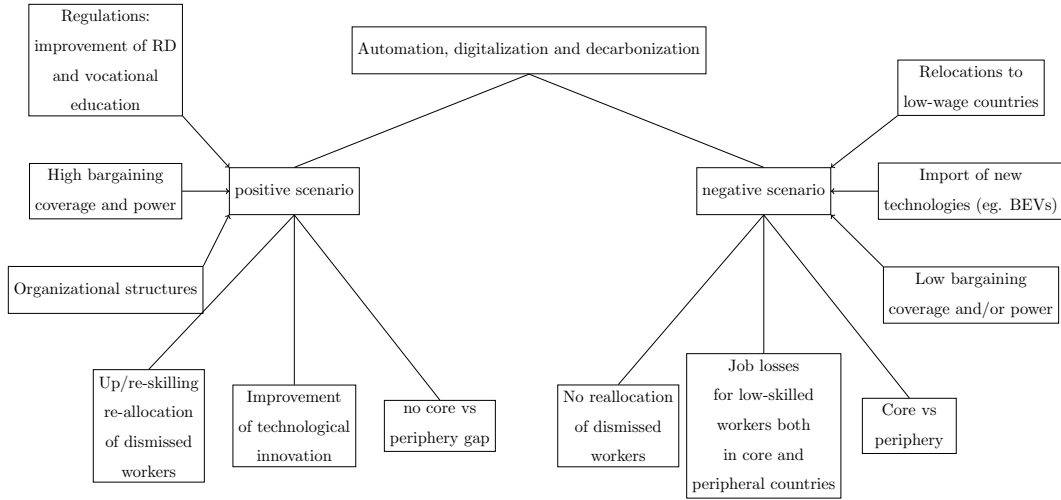 Regulations:
improvement of RD
and vocational
education
Automation, digitalization and decarbonization
Relocations to
low-wage countries
High bargaining
coverage and power
positive scenario
negative scenario
Import of new
technologies (eg. BEVs)
Organizational structures
Low bargaining
coverage and/or power
Up/re-skilling
re-allocation
of dismissed
workers
Improvement
of technological
innovation
no core vs
periphery gap
No reallocation
of dismissed
workers
Job losses
for low-skilled
workers both
in core and
peripheral countries
Core vs
periphery